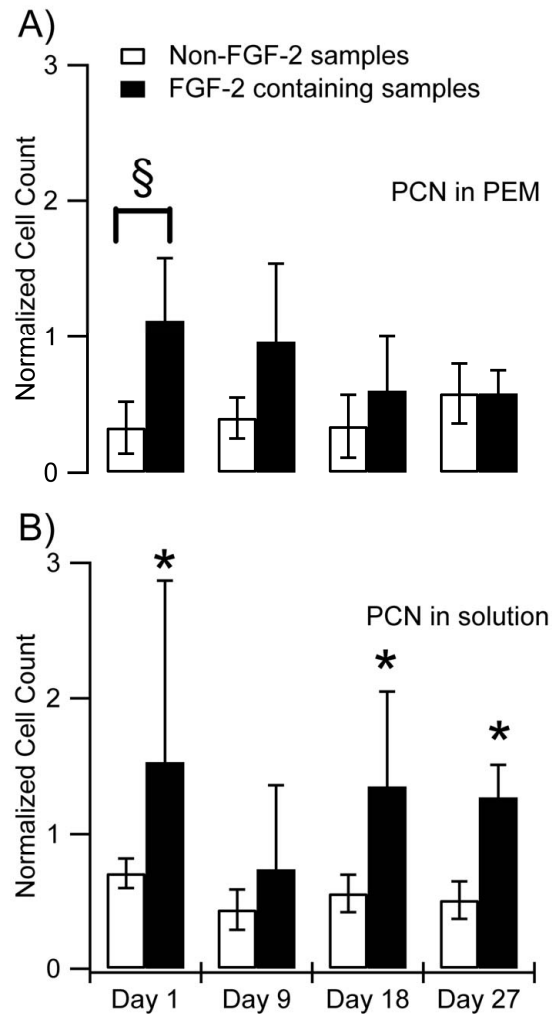 A)
Non-FGF-2 samples
FGF-2 containing samples
PCN in PEM
§
Normalized Cell Count
3
2
1
0
B)
PCN in solution
*
*
*
Normalized Cell Count
3
2
1
0
Day 1 Day 9 Day 18 Day 27